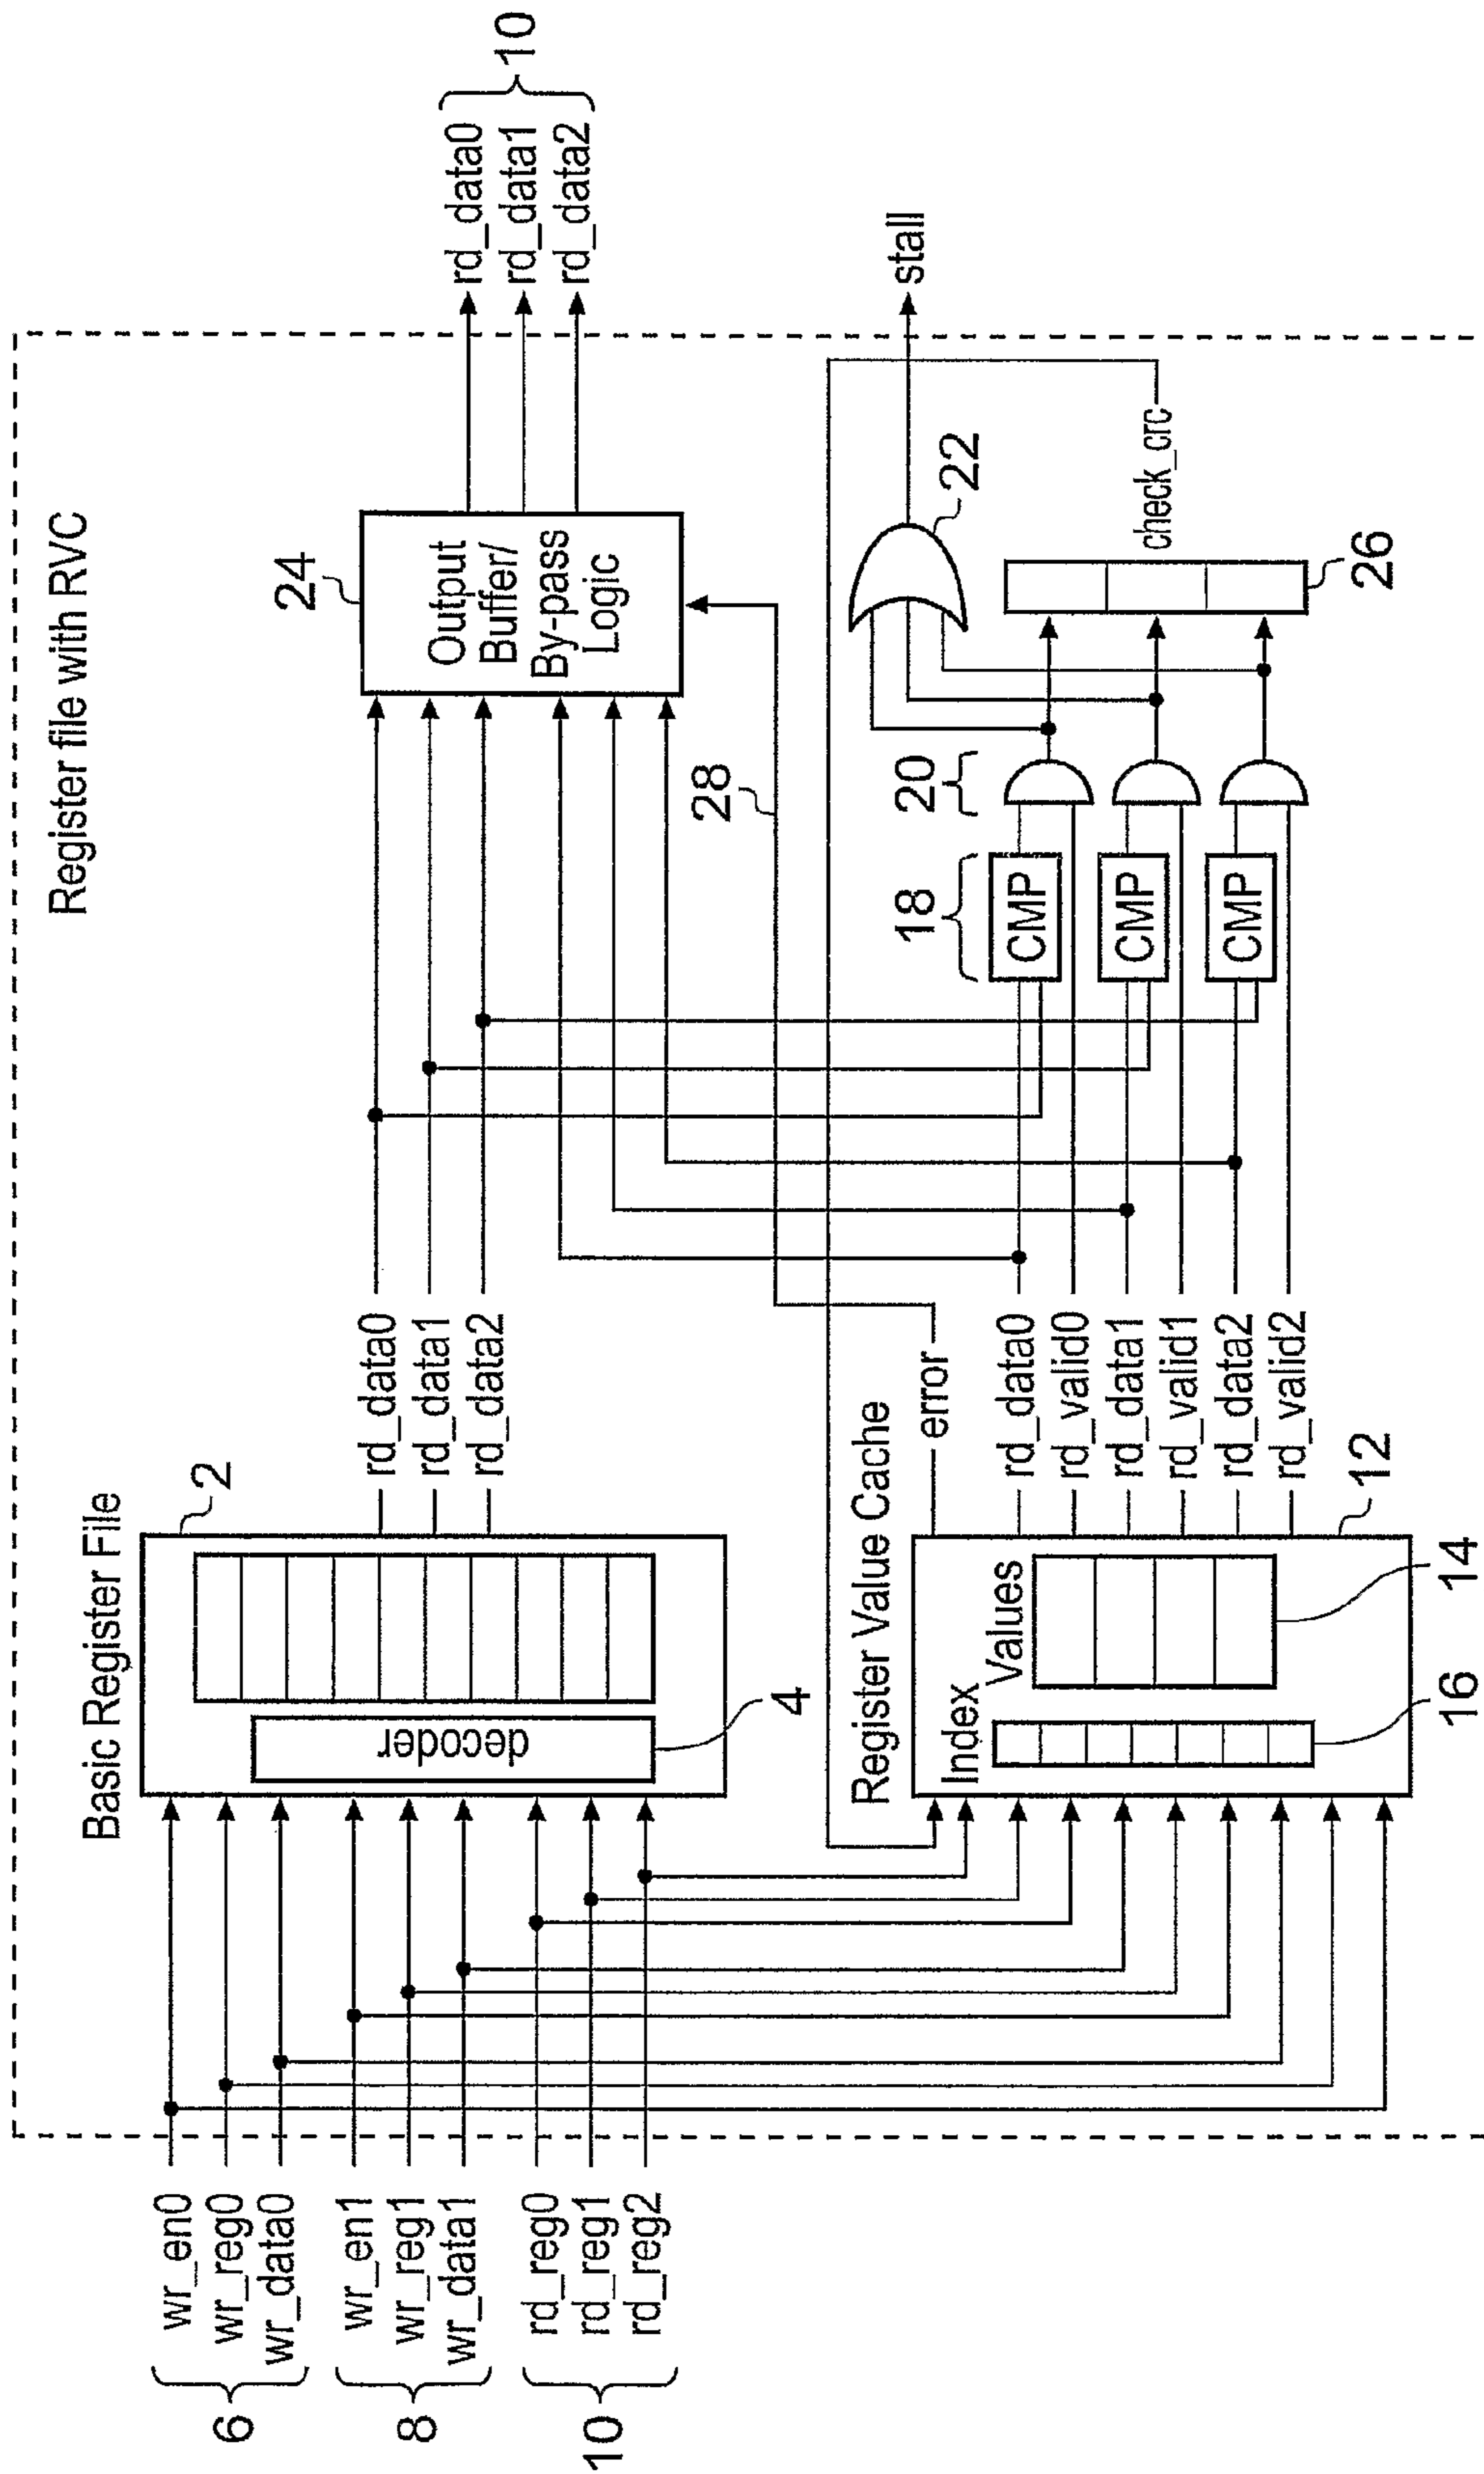 Register file with RVC
6
wr_en0
wr_reg0
wr_data0
8
wr_en1
wr_reg1
wr_data1
10
rd_reg0
rd_reg1
rd_reg2
Basic Register File
2
decoder
4
rd_data0
rd_data1
rd_data2
24
Output
Buffer/
By-pass
Logic
rd_data0
rd_data1
rd_data2
10
Register Value Cache
Index
Values
error
28
rd_data0
rd_valid0
rd_data1
rd_valid1
rd_data2
rd_valid2
12
14
16
18
CMP
CMP
CMP
20
22
stall
check_crc
26